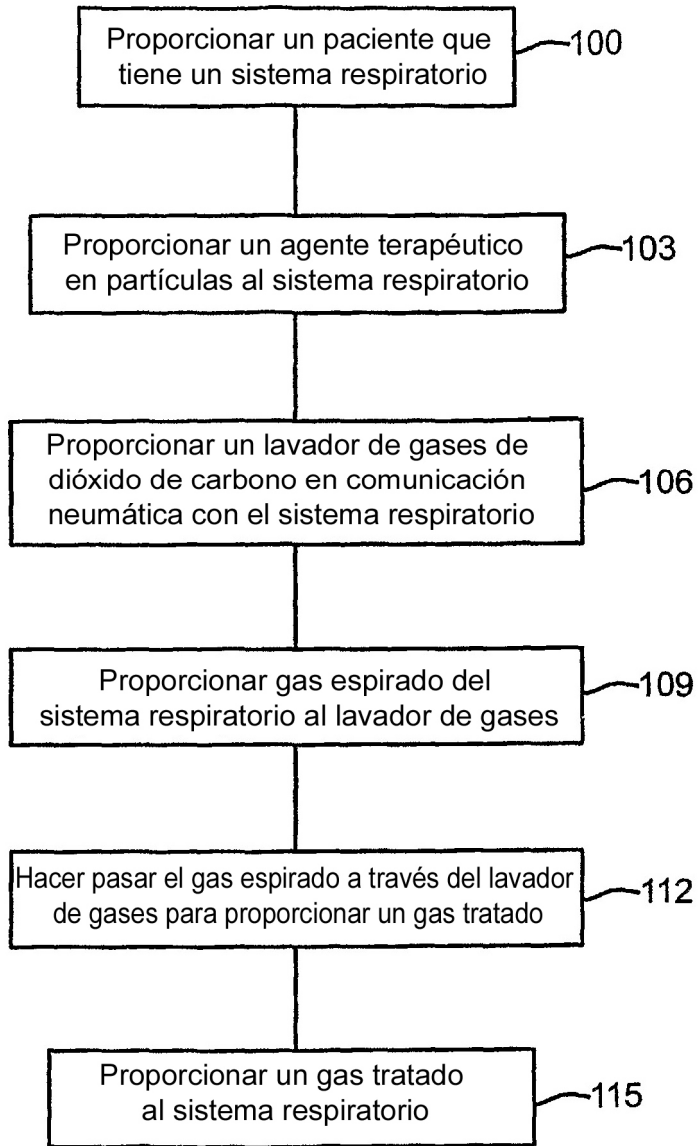 Proporcionar un paciente que
tiene un sistema respiratorio
100
Proporcionar un agente terapéutico
en partículas al sistema respiratorio
103
Proporcionar un lavador de gases de
dióxido de carbono en comunicación
neumática con el sistema respiratorio
106
Proporcionar gas espirado del
sistema respiratorio al lavador de gases
109
Hacer pasar el gas espirado a través del lavador
de gases para proporcionar un gas tratado
112
Proporcionar un gas tratado
al sistema respiratorio
115